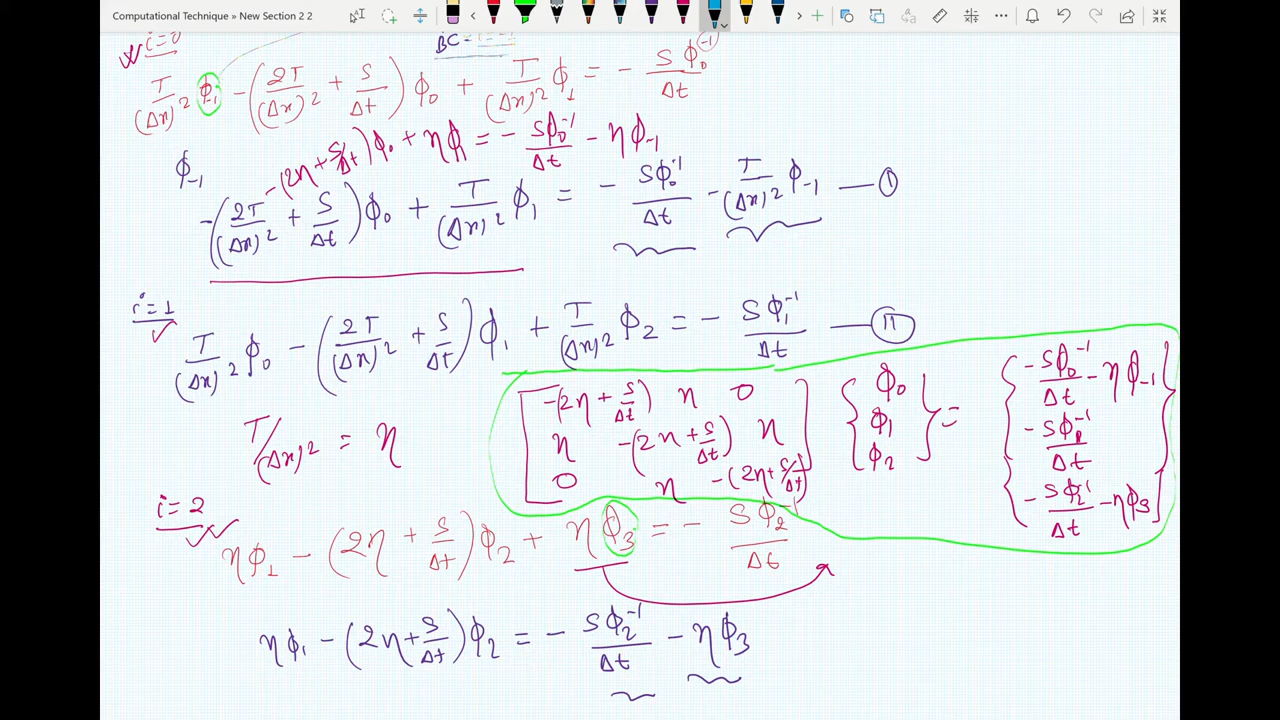 Computational Technique » New Section 2 2
i=0
BC -
T/(Δx)² ϕ₋₁ - (2T/(Δx)² + S/Δt) ϕ₀ + T/(Δx)² ϕ₁ = - Sϕ₀⁻¹/Δt
-(2η + S/Δt)ϕ₀ + ηϕ₁ = - Sϕ₀⁻¹/Δt - ηϕ₋₁
ϕ₋₁
-(2T/(Δx)² + S/Δt)ϕ₀ + T/(Δx)² ϕ₁ = - Sϕ₀⁻¹/Δt - T/(Δx)² ϕ₋₁ — ①
i=1
T/(Δx)² ϕ₀ - (2T/(Δx)² + S/Δt) ϕ₁ + T/(Δx)² ϕ₂ = - Sϕ₁⁻¹/Δt — Ⅱ
T/(Δx)² = η
[ -(2η + S/Δt) η 0 ] { ϕ₀ } = { - Sϕ₀⁻¹/Δt - ηϕ₋₁ }
[ η -(2η + S/Δt) η ] { ϕ₁ } { - Sϕ₁⁻¹/Δt }
[ 0 η -(2η + S/Δt) ] { ϕ₂ } { - Sϕ₂⁻¹/Δt - ηϕ₃ }
i=2
ηϕ₁ - (2η + S/Δt)ϕ₂ + ηϕ₃ = - Sϕ₂⁻¹/Δt
ηϕ₁ - (2η + S/Δt)ϕ₂ = - Sϕ₂⁻¹/Δt - ηϕ₃